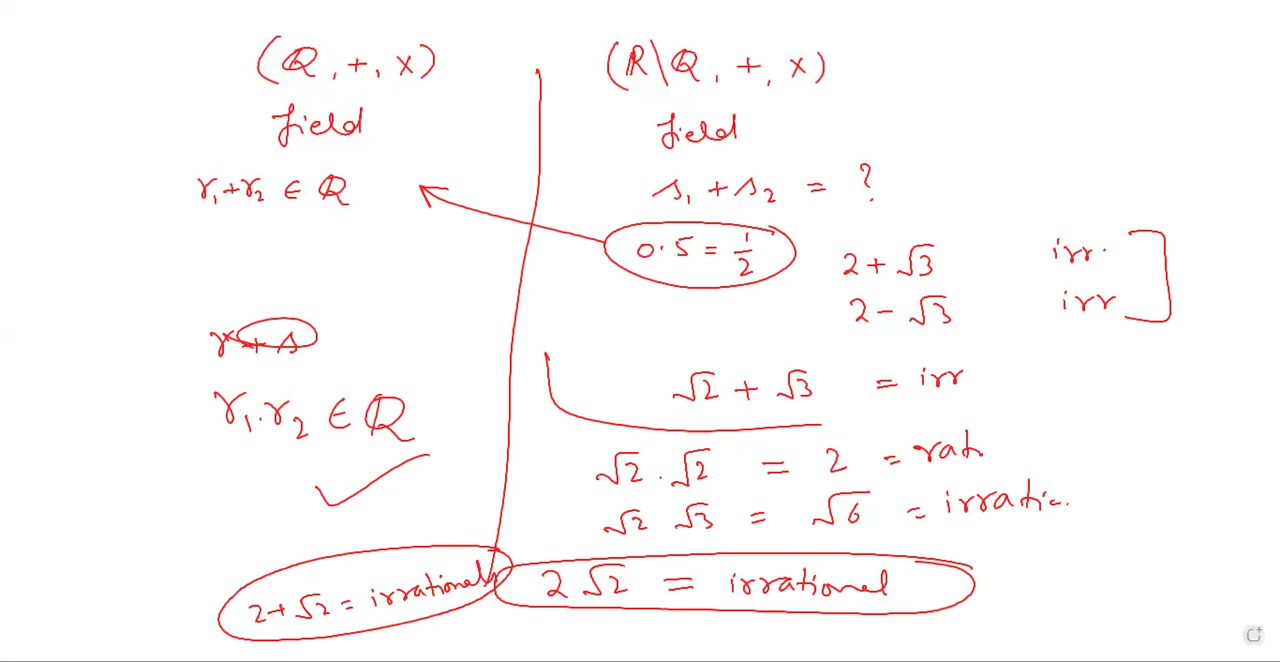 (Q, +, ×)
field
r₁+r₂ ∈ Q
r + s
r₁.r₂ ∈ Q
2+√2 = irrational
(R\Q, +, ×)
field
s₁ + s₂ = ?
0.5 = 1/2
2 + √3 irr.
2 - √3 irr
√2 + √3 = irr
√2 . √2 = 2 = rati
√2 √3 = √6 = irratio.
2√2 = irrational